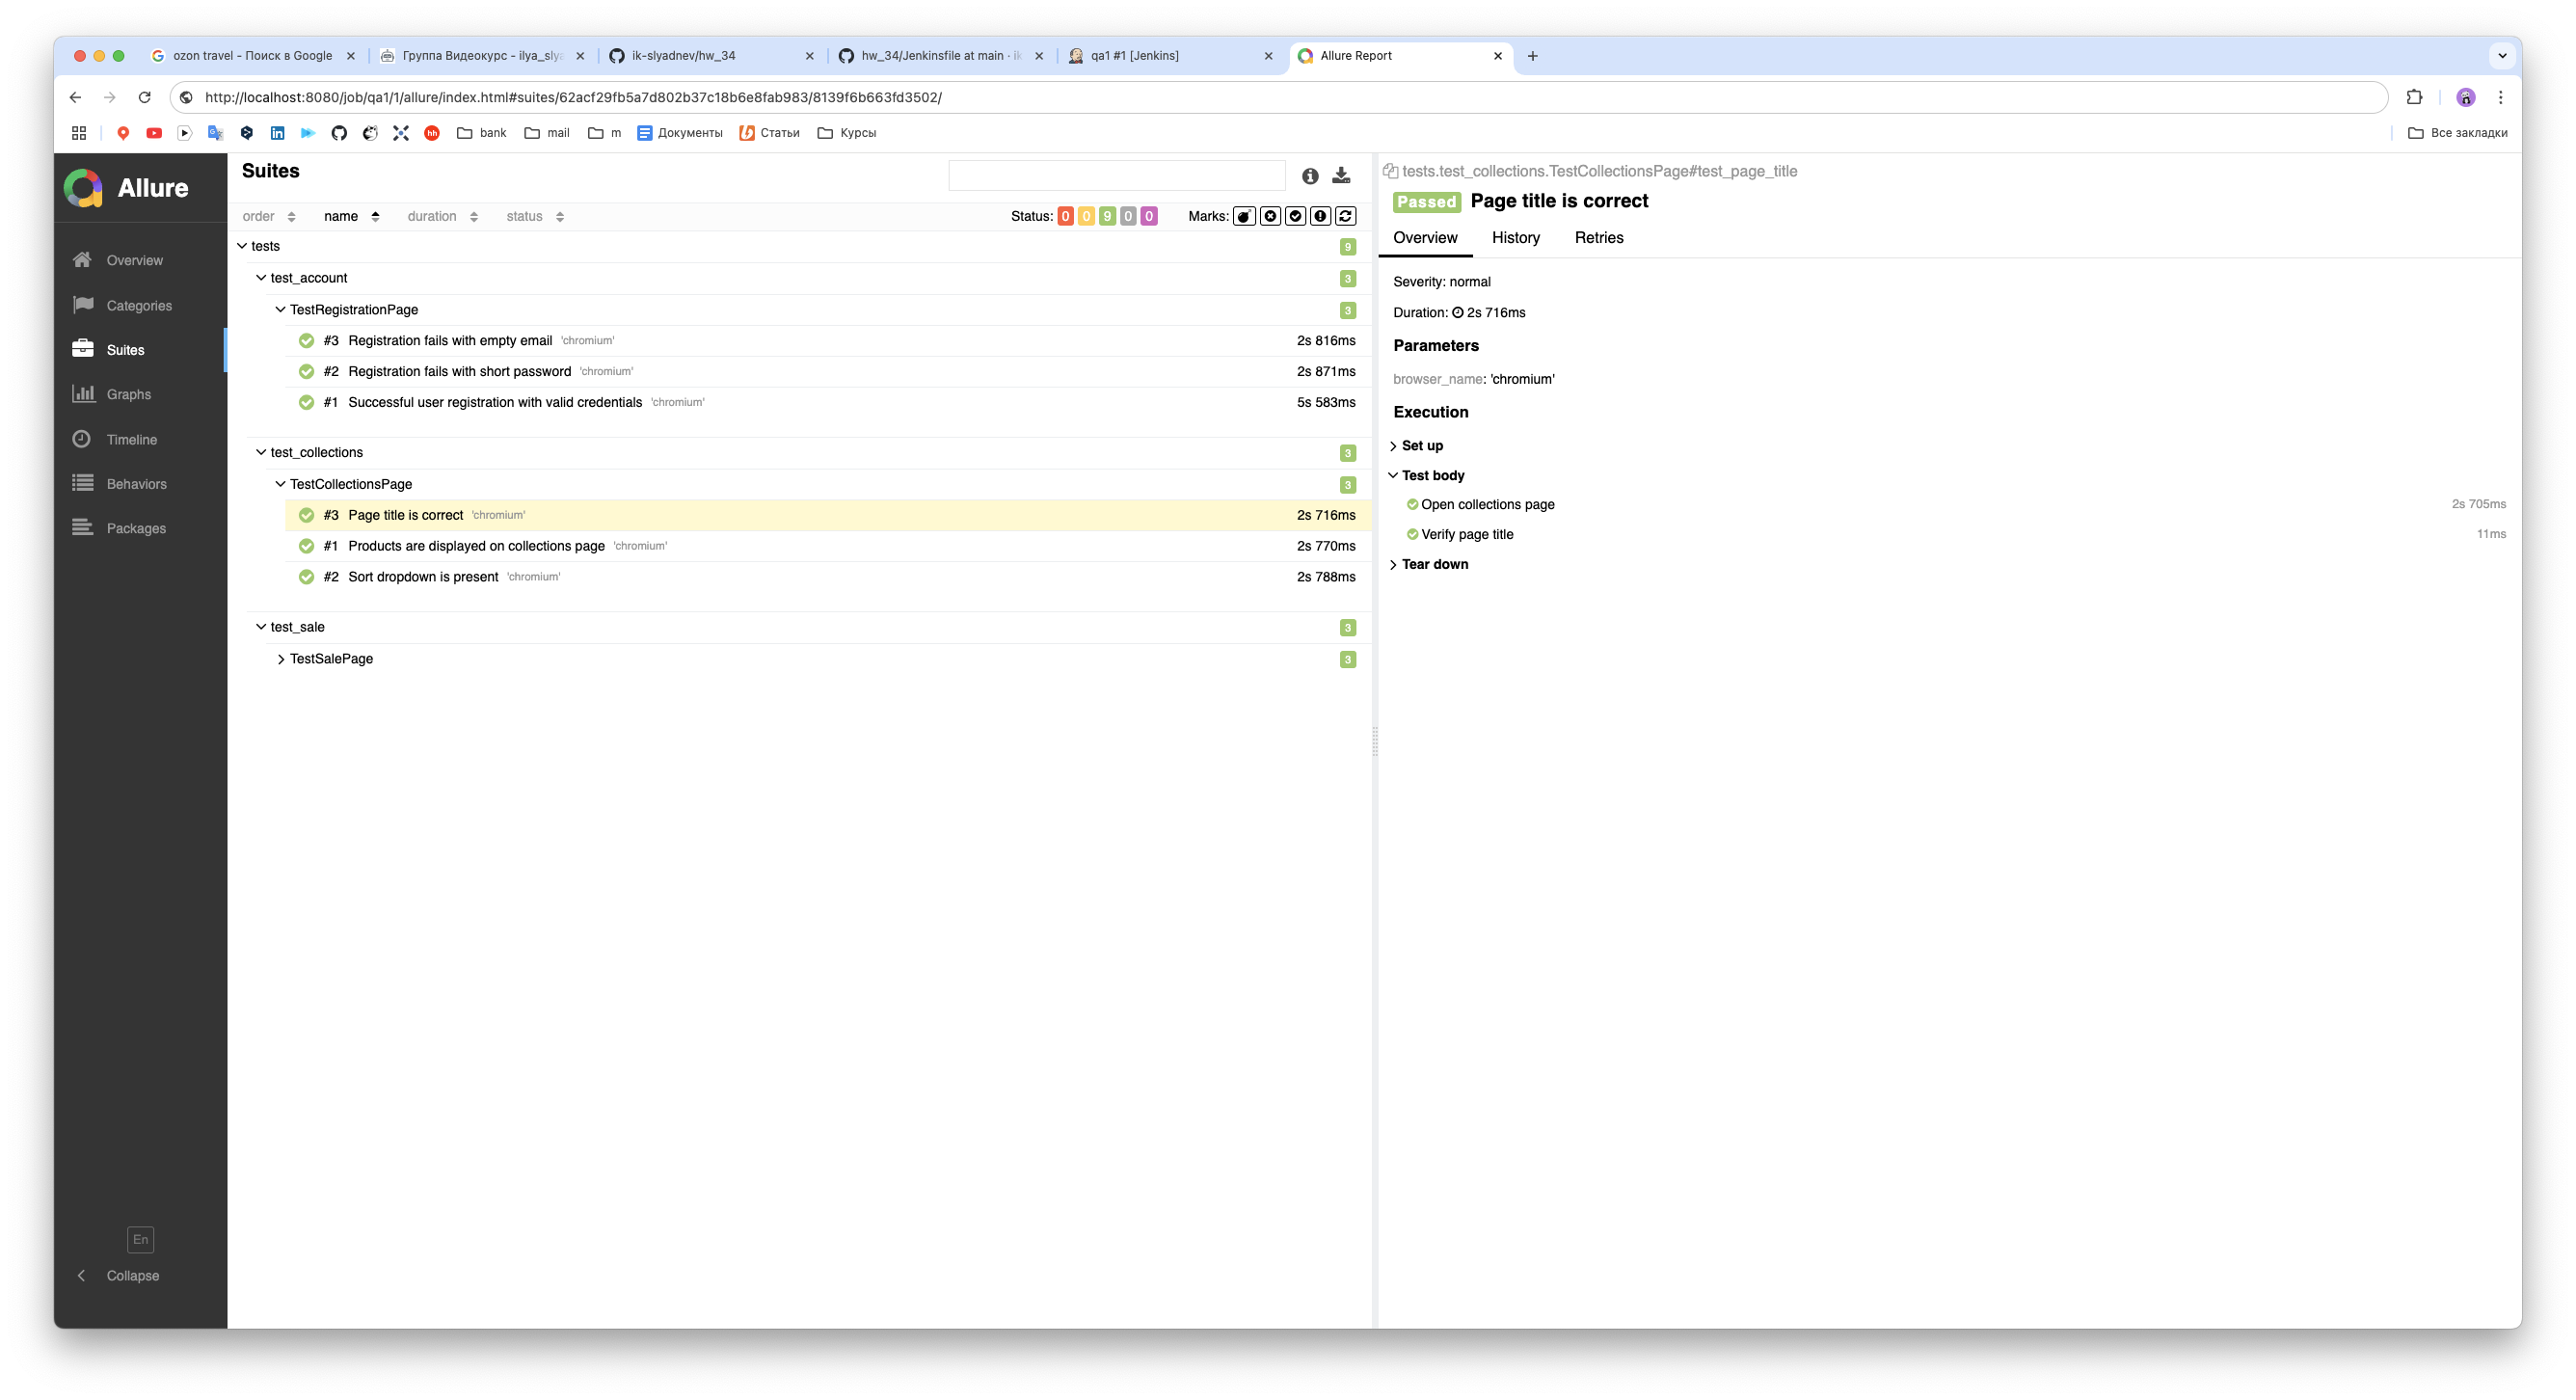 ozon travel - Поиск в Google
Группа Видеокурс - ilya_slya
ik-slyadnev/hw_34
hw_34/Jenkinsfile at main · ik
qa1 #1 [Jenkins]
Allure Report
http://localhost:8080/job/qa1/1/allure/index.html#suites/62acf29fb5a7d802b37c18b6e8fab983/8139f6b663fd3502/
hh
bank
mail
m
Документы
Статьи
Курсы
Все закладки
Allure
Overview
Categories
Suites
Graphs
Timeline
Behaviors
Packages
En
Collapse
Suites
order name duration status Status: 0 0 9 0 0 Marks:
tests 9
test_account 3
TestRegistrationPage 3
#3 Registration fails with empty email 'chromium' 2s 816ms
#2 Registration fails with short password 'chromium' 2s 871ms
#1 Successful user registration with valid credentials 'chromium' 5s 583ms
test_collections 3
TestCollectionsPage 3
#3 Page title is correct 'chromium' 2s 716ms
#1 Products are displayed on collections page 'chromium' 2s 770ms
#2 Sort dropdown is present 'chromium' 2s 788ms
test_sale 3
TestSalePage 3
tests.test_collections.TestCollectionsPage#test_page_title
Passed Page title is correct
Overview History Retries
Severity: normal
Duration: 2s 716ms
Parameters
browser_name: 'chromium'
Execution
Set up
Test body
Open collections page 2s 705ms
Verify page title 11ms
Tear down